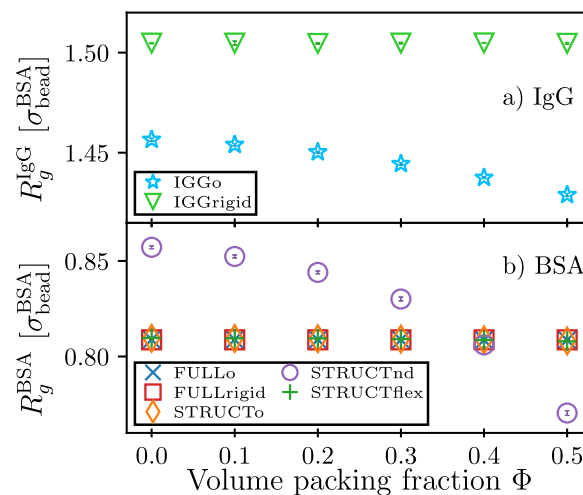 1.50
1.45
R_g^IgG [σ_bead^BSA]
a) IgG
IGGo
IGGrigid
0.85
0.80
R_g^BSA [σ_bead^BSA]
b) BSA
FULLo
FULLrigid
STRUCTo
STRUCTnd
STRUCTflex
0.0 0.1 0.2 0.3 0.4 0.5
Volume packing fraction Φ